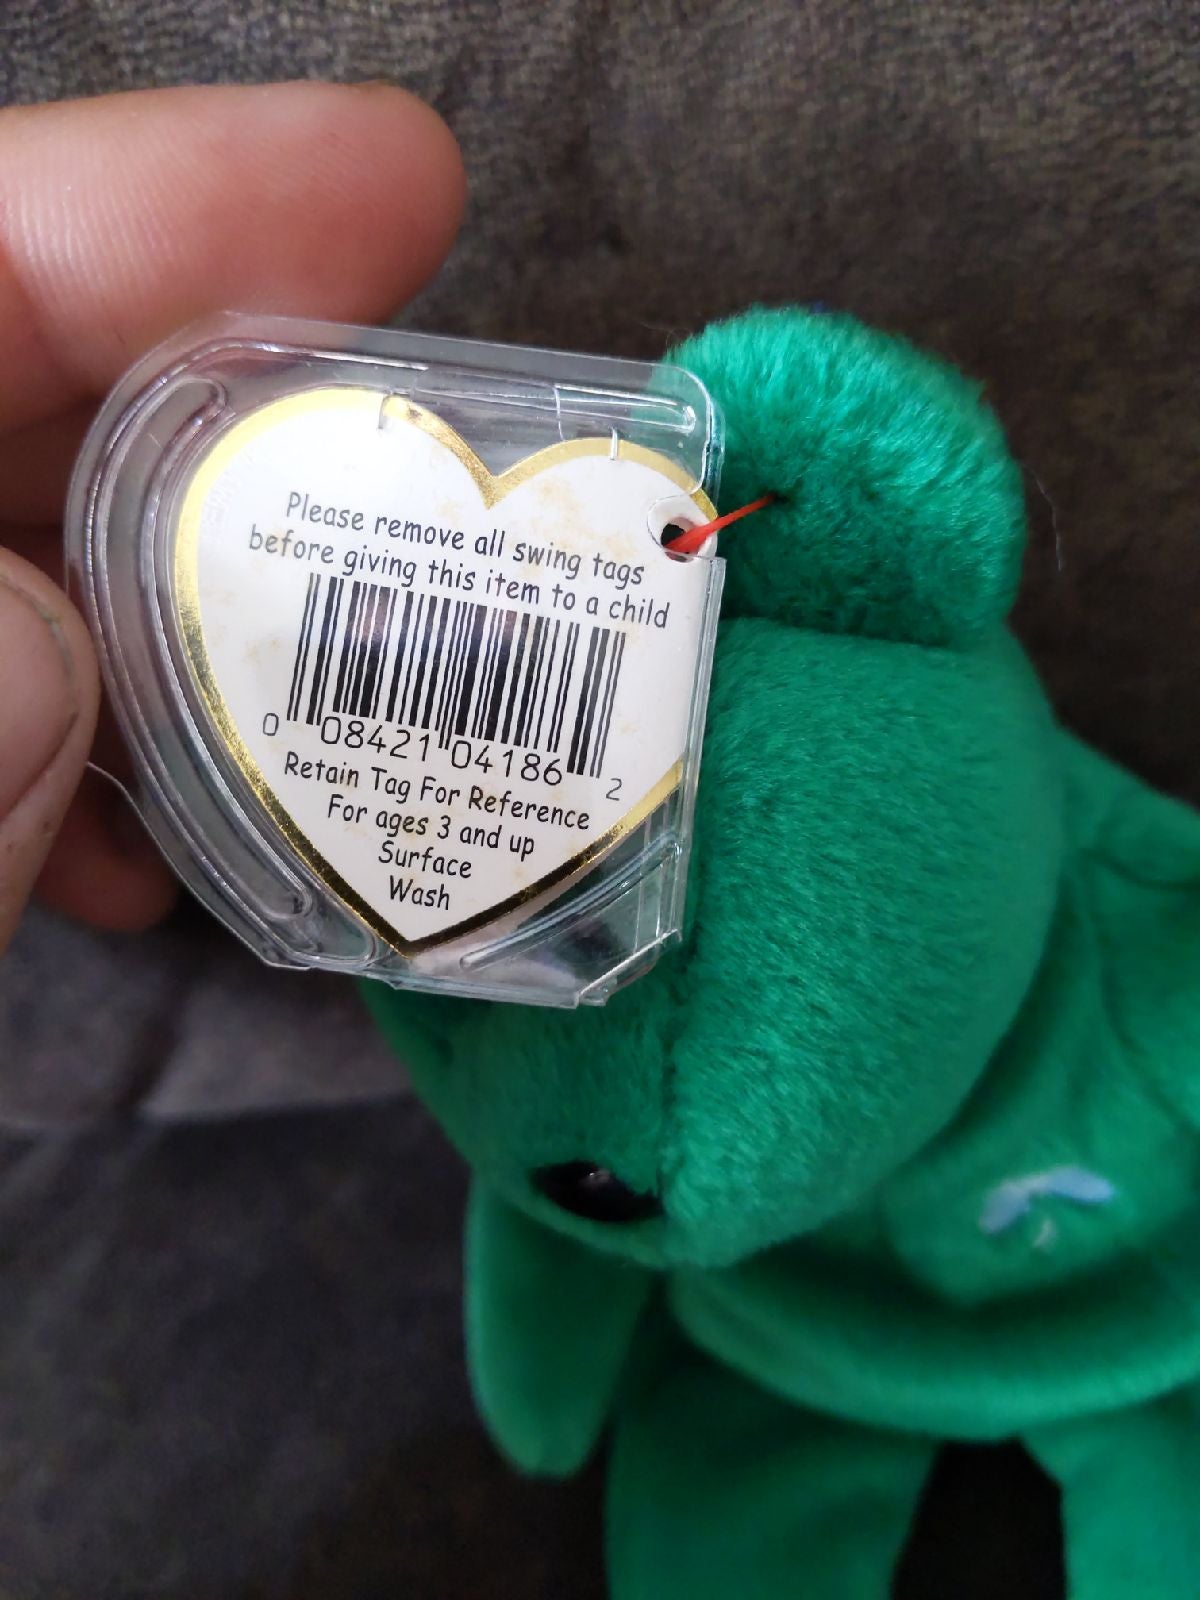 Please remove all swing tags
before giving this item to a child
0 08421 04186 2
Retain Tag For Reference
For ages 3 and up
Surface
Wash